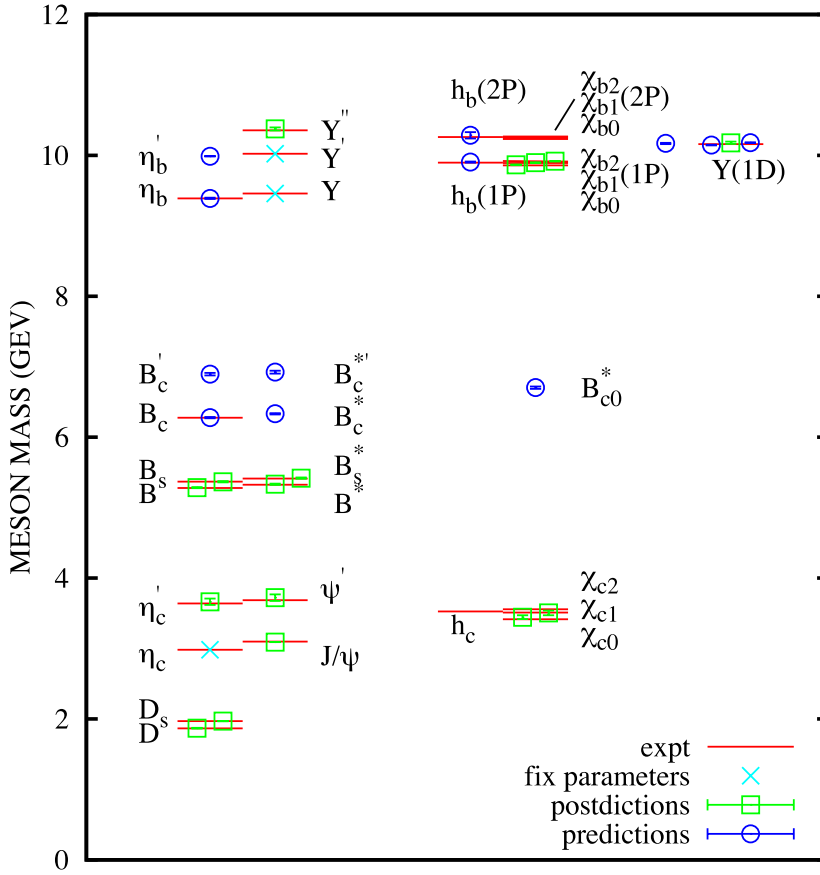 MESON MASS (GEV)
12
10
8
6
4
2
0
η_b'
η_b
Υ''
Υ'
Υ
h_b(2P)
h_b(1P)
χ_b2
χ_b1(2P)
χ_b0
χ_b2
χ_b1(1P)
χ_b0
Υ(1D)
B_c'
B_c
B_c*'
B_c*
B_c0*
B_s
B
B_s*
B*
η_c'
η_c
ψ'
J/ψ
h_c
χ_c2
χ_c1
χ_c0
D_s
D
expt
fix parameters
postdictions
predictions